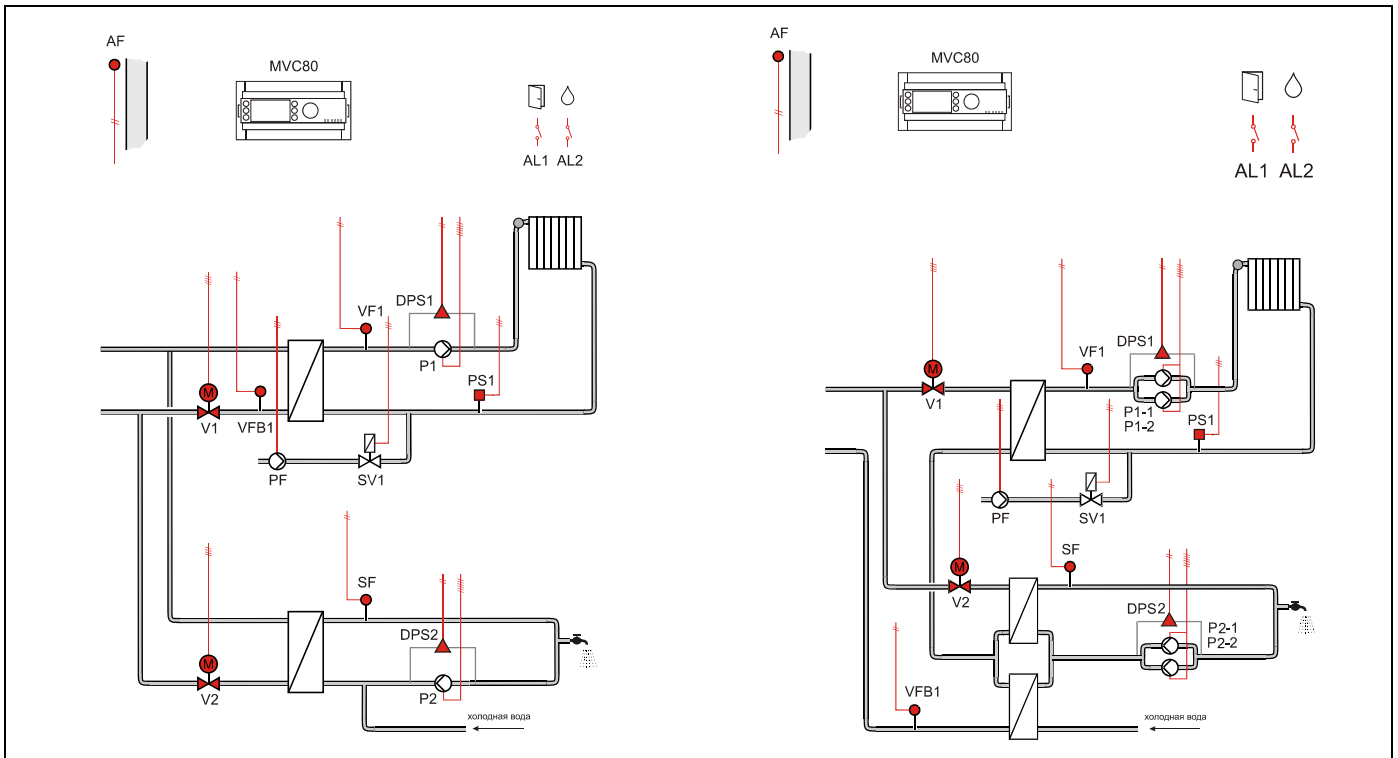 AF
MVC80
AL1 AL2
VF1
DPS1
P1
PS1
V1
VFB1
PF
SV1
M
SF
DPS2
M
V2
P2
холодная вода
AF
MVC80
AL1 AL2
M
V1
VF1
DPS1
P1-1
P1-2
PS1
PF
SV1
M
V2
SF
DPS2
P2-1
P2-2
VFB1
холодная вода